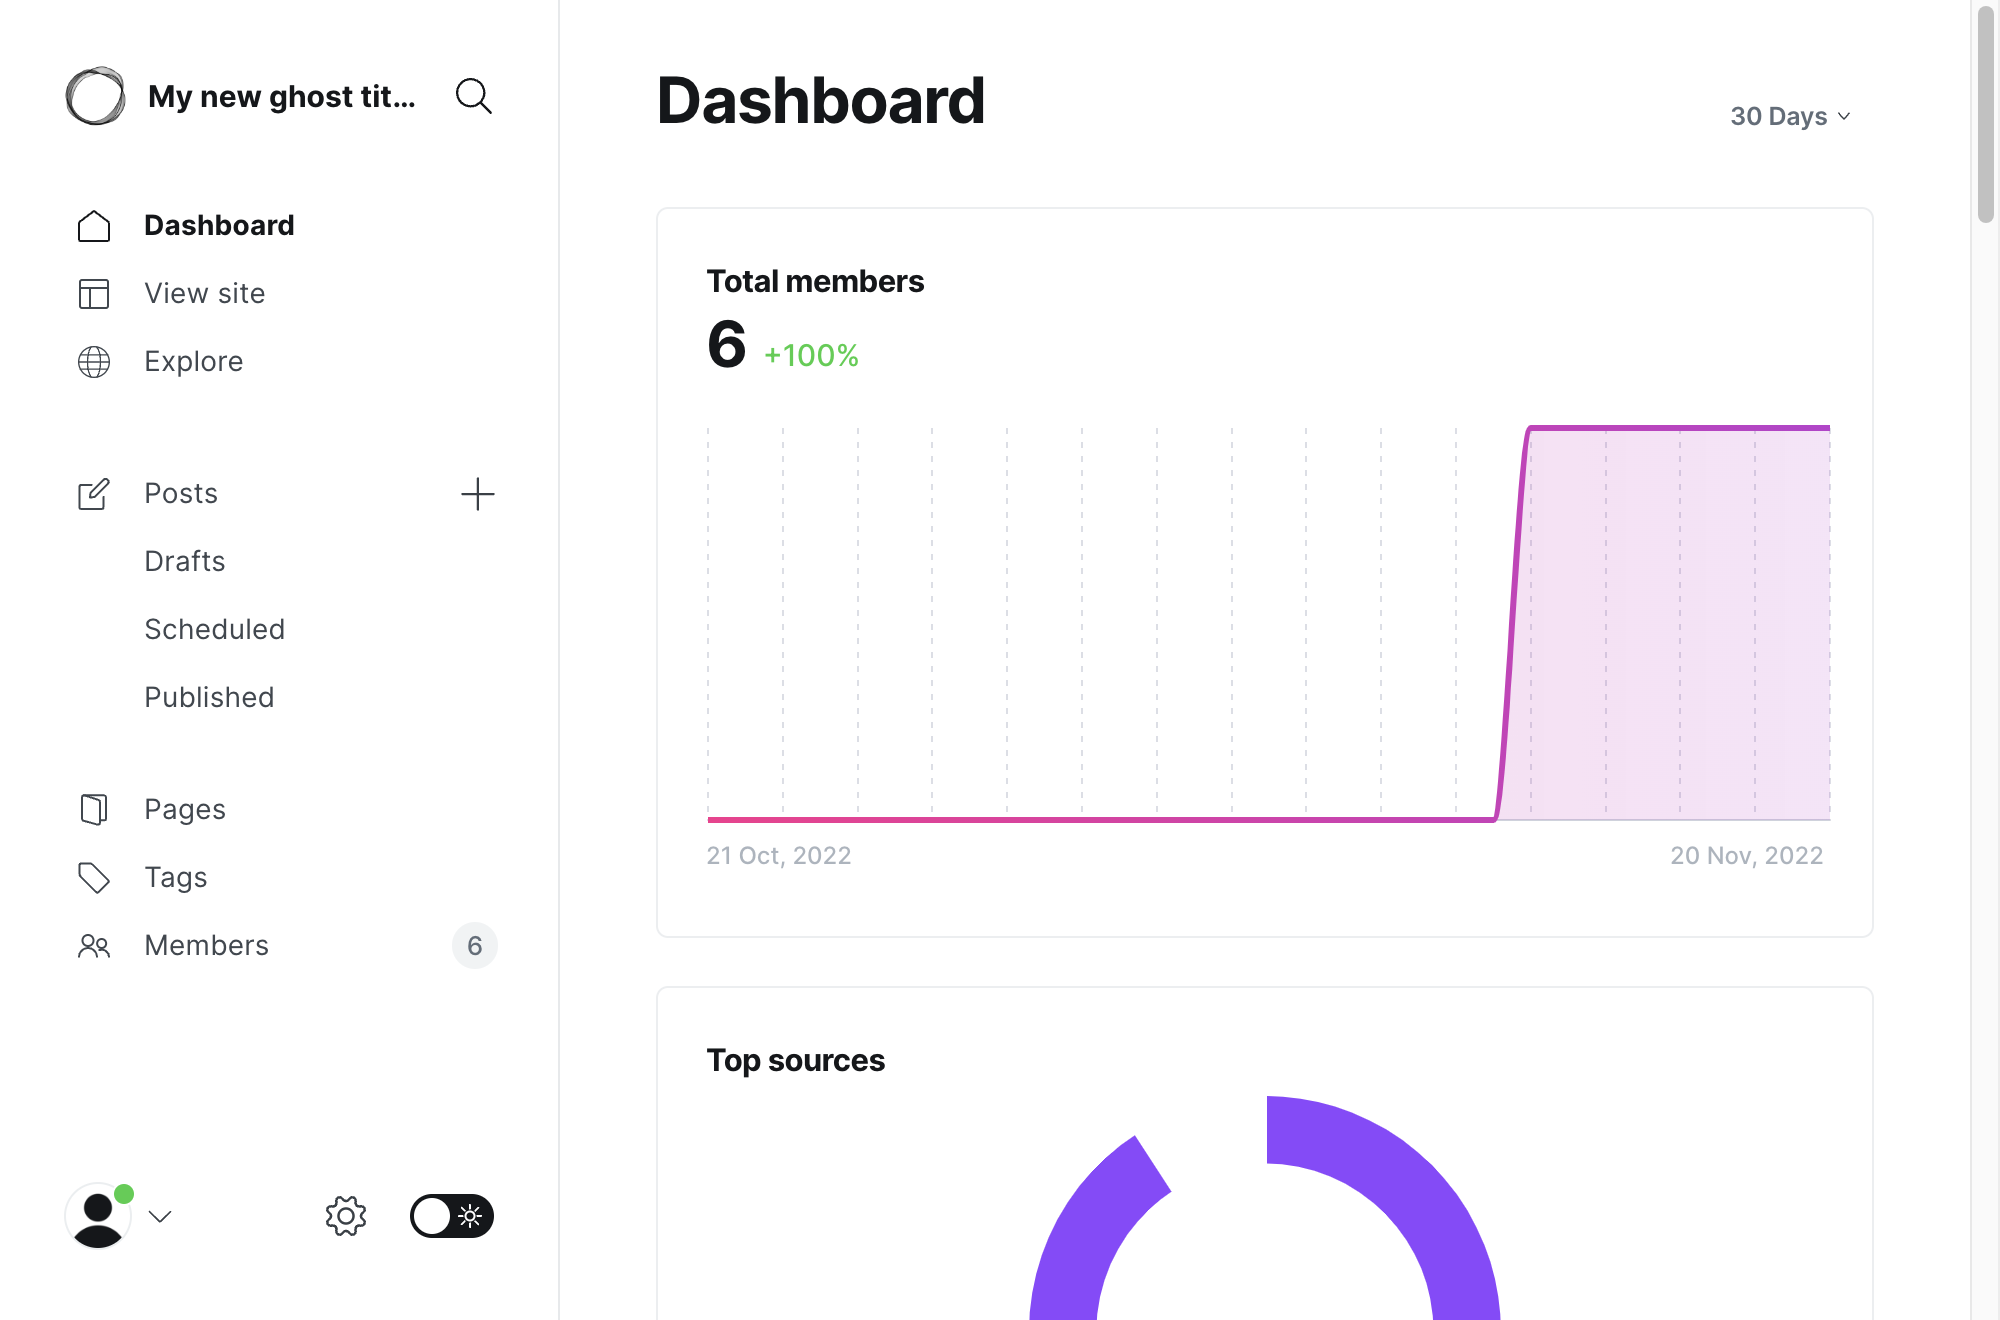 My new ghost tit...
Dashboard
View site
Explore
Posts
Drafts
Scheduled
Published
Pages
Tags
Members
6
Dashboard
30 Days
Total members
6 +100%
21 Oct, 2022
20 Nov, 2022
Top sources